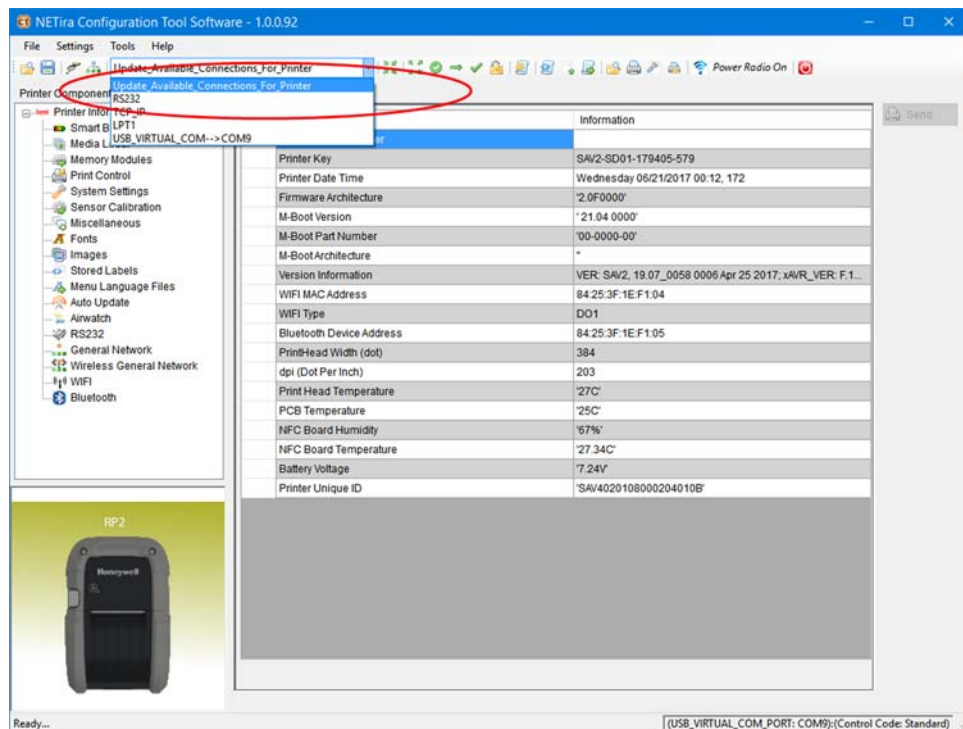 NETira Configuration Tool Software - 1.0.0.92
File Settings Tools Help
Update_Available_Connections_For_Printer
Power Radio On
Update_Available_Connections_For_Printer
RS232
TCP_IP
LPT1
USB_VIRTUAL_COM-->COM9
Printer Component
Printer Infor
Smart B
Media L
Memory Modules
Print Control
System Settings
Sensor Calibration
Miscellaneous
Fonts
Images
Stored Labels
Menu Language Files
Auto Update
Airwatch
RS232
General Network
Wireless General Network
WIFI
Bluetooth
Information
Send
Printer Key SAV2-SD01-179405-579
Printer Date Time Wednesday 06/21/2017 00:12, 172
Firmware Architecture '2.0F0000'
M-Boot Version ' 21.04 0000'
M-Boot Part Number '00-0000-00'
M-Boot Architecture "
Version Information VER: SAV2, 19.07_0058 0006 Apr 25 2017; xAVR_VER: F.1...
WIFI MAC Address 84:25:3F:1E:F1:04
WIFI Type DO1
Bluetooth Device Address 84:25:3F:1E:F1:05
PrintHead Width (dot) 384
dpi (Dot Per Inch) 203
Print Head Temperature '27C'
PCB Temperature '25C'
NFC Board Humidity '67%'
NFC Board Temperature '27.34C'
Battery Voltage '7.24V'
Printer Unique ID 'SAV4020108000204010B'
RP2
Honeywell
Ready...
(USB_VIRTUAL_COM_PORT: COM9):(Control Code: Standard)